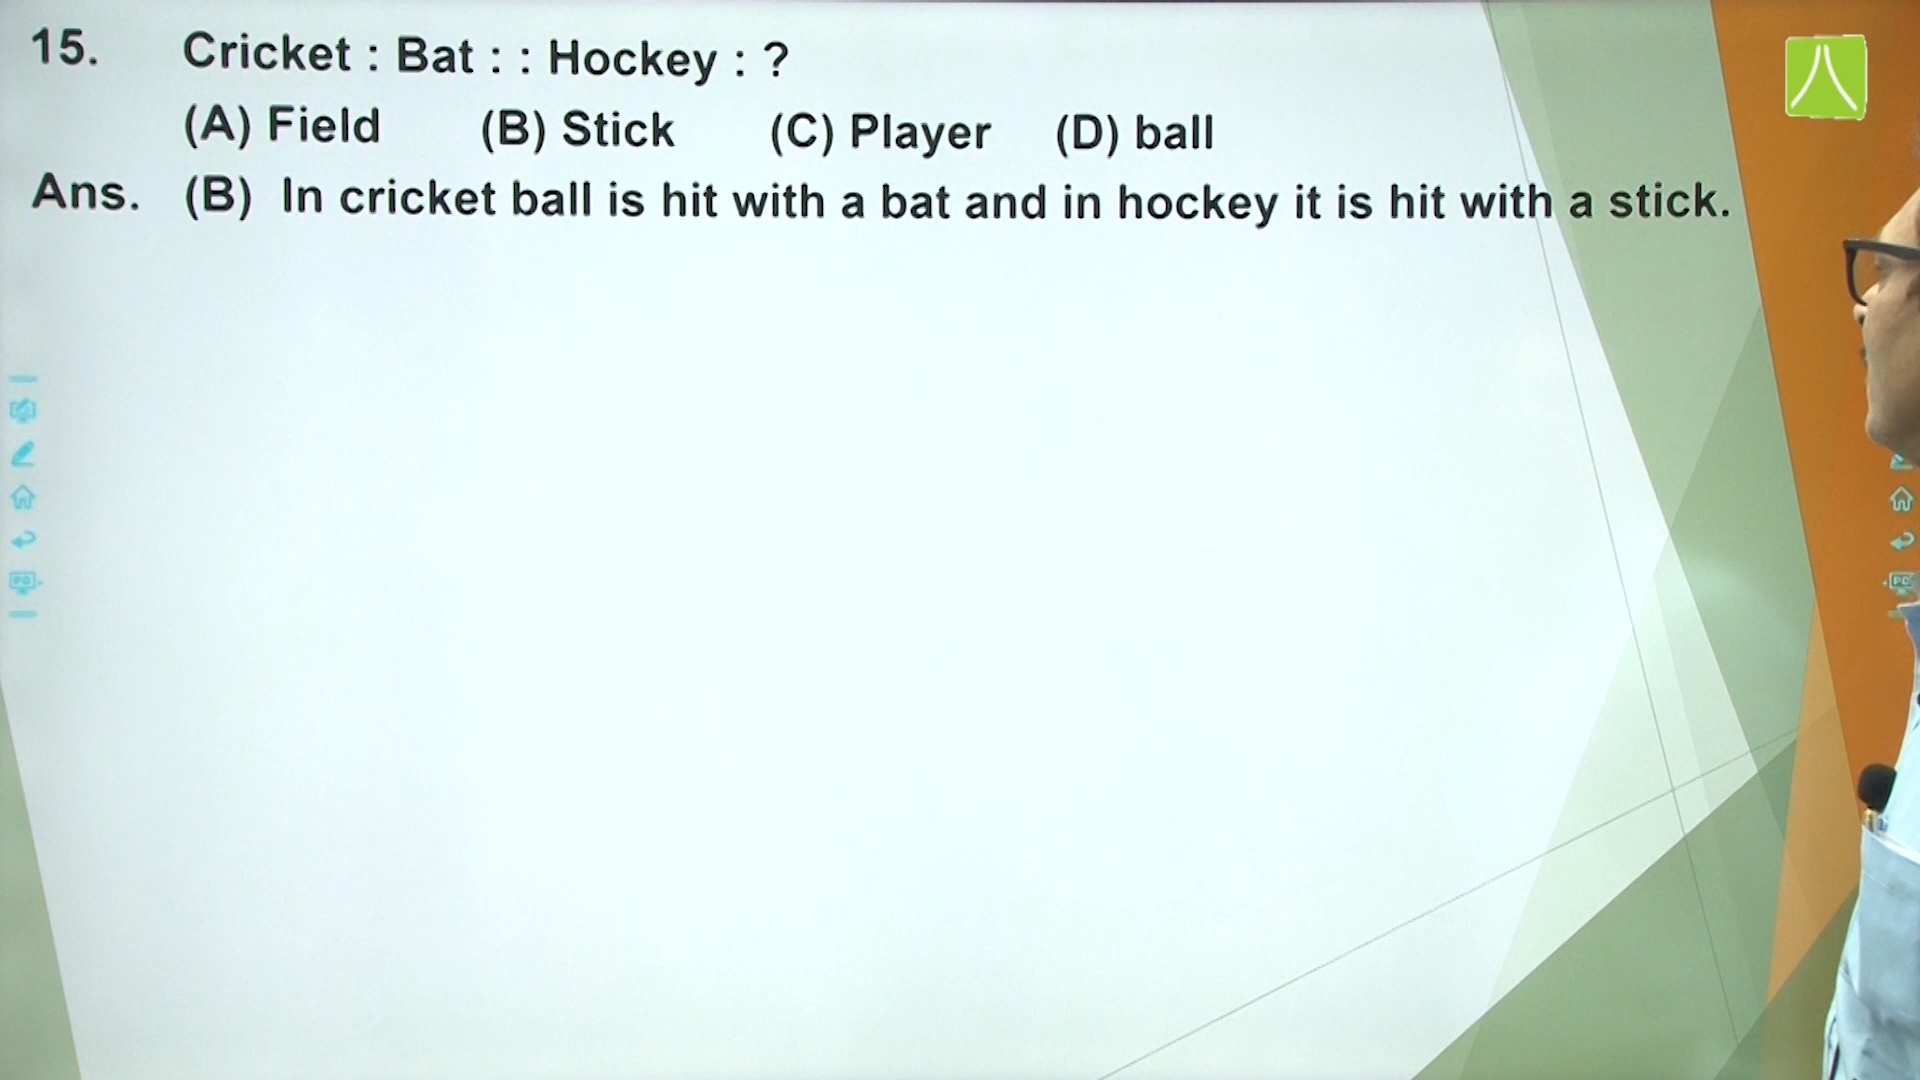 15. Cricket : Bat : : Hockey : ?
(A) Field (B) Stick (C) Player (D) ball
Ans. (B) In cricket ball is hit with a bat and in hockey it is hit with a stick.